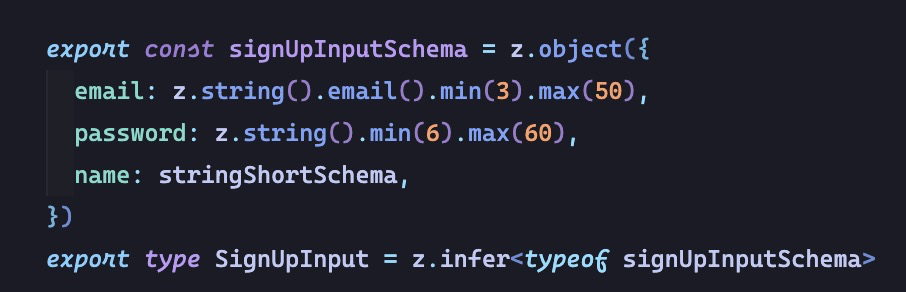 export const signUpInputSchema = z.object({
  email: z.string().email().min(3).max(50),
  password: z.string().min(6).max(60),
  name: stringShortSchema,
})
export type SignUpInput = z.infer<typeof signUpInputSchema>